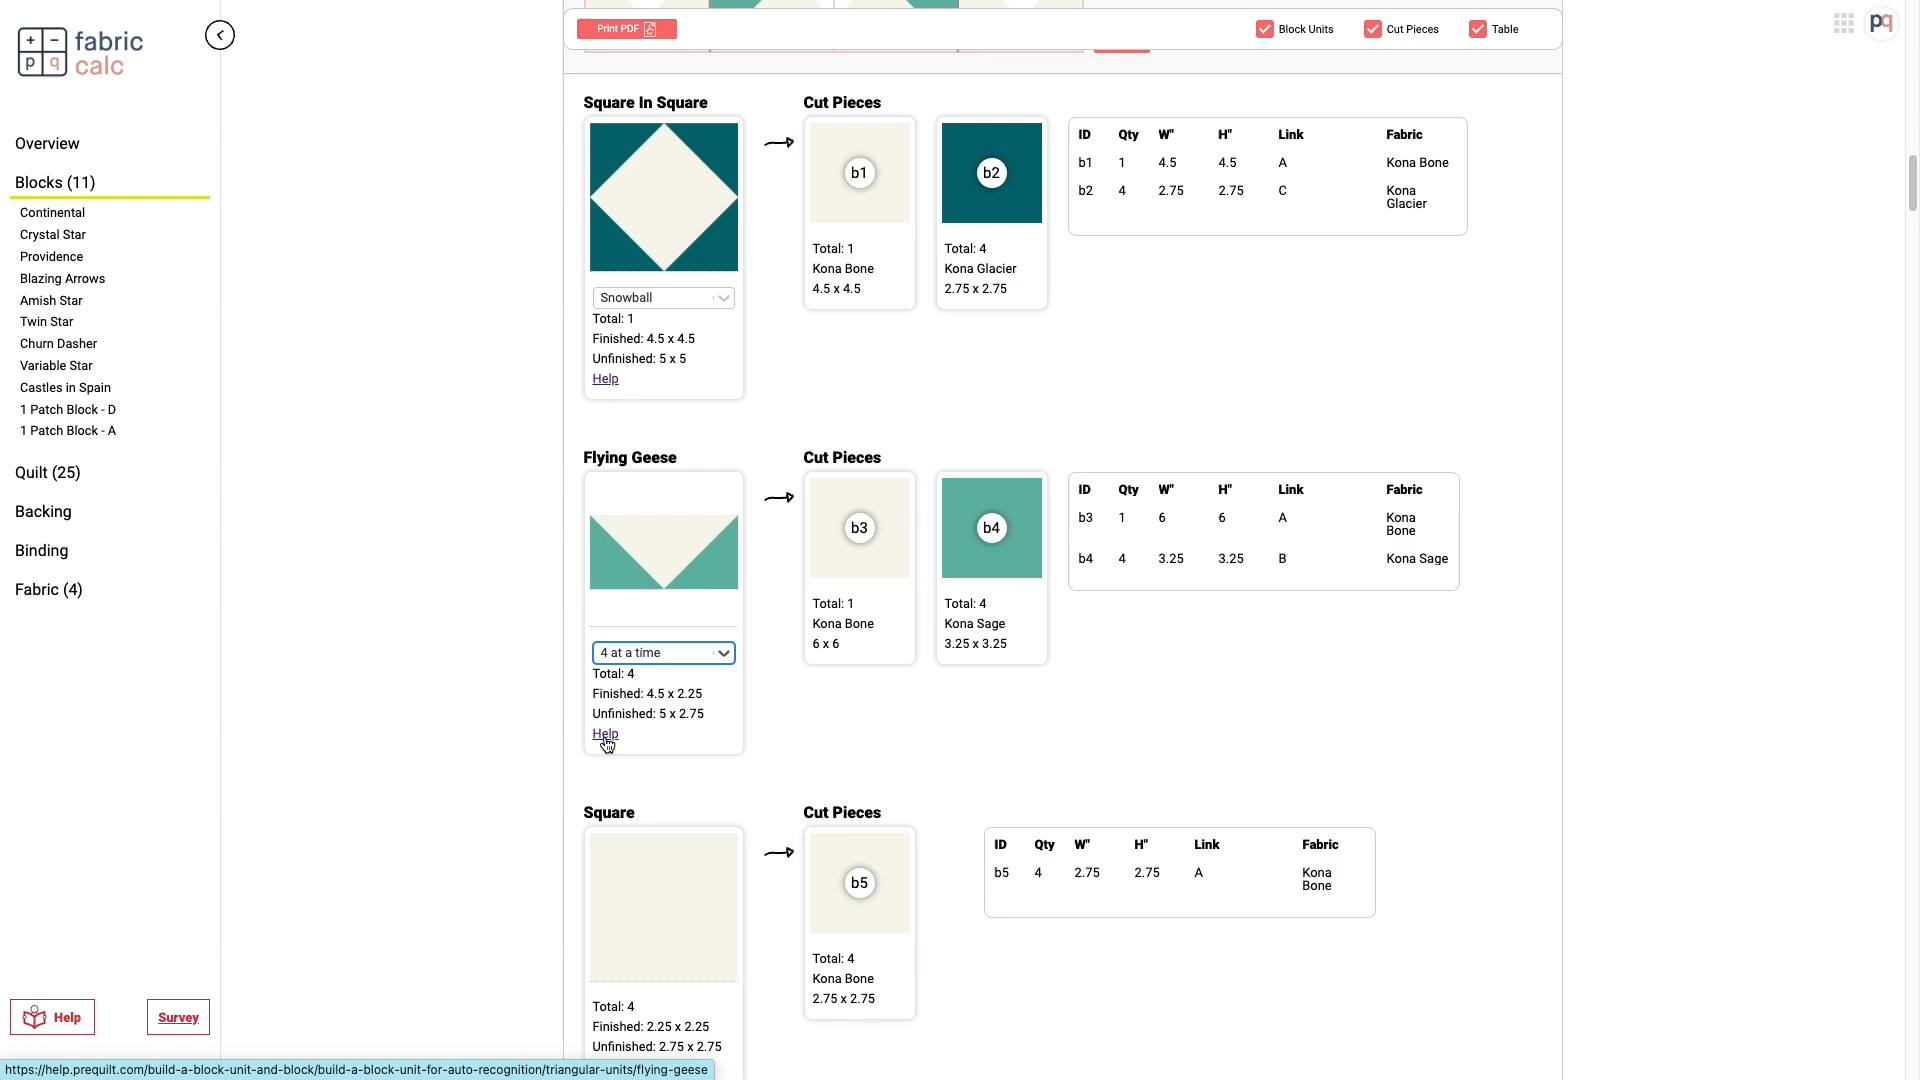 fabric
calc
+ −
p q
Overview
Blocks (11)
Continental
Crystal Star
Providence
Blazing Arrows
Amish Star
Twin Star
Churn Dasher
Variable Star
Castles in Spain
1 Patch Block - D
1 Patch Block - A
Quilt (25)
Backing
Binding
Fabric (4)
Help
Survey
Print PDF
Block Units
Cut Pieces
Table
pq
Square In Square
Snowball
Total: 1
Finished: 4.5 x 4.5
Unfinished: 5 x 5
Help
Cut Pieces
b1
Total: 1
Kona Bone
4.5 x 4.5
b2
Total: 4
Kona Glacier
2.75 x 2.75
ID Qty W" H" Link Fabric
b1 1 4.5 4.5 A Kona Bone
b2 4 2.75 2.75 C Kona
Glacier
Flying Geese
4 at a time
Total: 4
Finished: 4.5 x 2.25
Unfinished: 5 x 2.75
Help
Cut Pieces
b3
Total: 1
Kona Bone
6 x 6
b4
Total: 4
Kona Sage
3.25 x 3.25
ID Qty W" H" Link Fabric
b3 1 6 6 A Kona
Bone
b4 4 3.25 3.25 B Kona Sage
Square
Total: 4
Finished: 2.25 x 2.25
Unfinished: 2.75 x 2.75
Cut Pieces
b5
Total: 4
Kona Bone
2.75 x 2.75
ID Qty W" H" Link Fabric
b5 4 2.75 2.75 A Kona
Bone
https://help.prequilt.com/build-a-block-unit-and-block/build-a-block-unit-for-auto-recognition/triangular-units/flying-geese